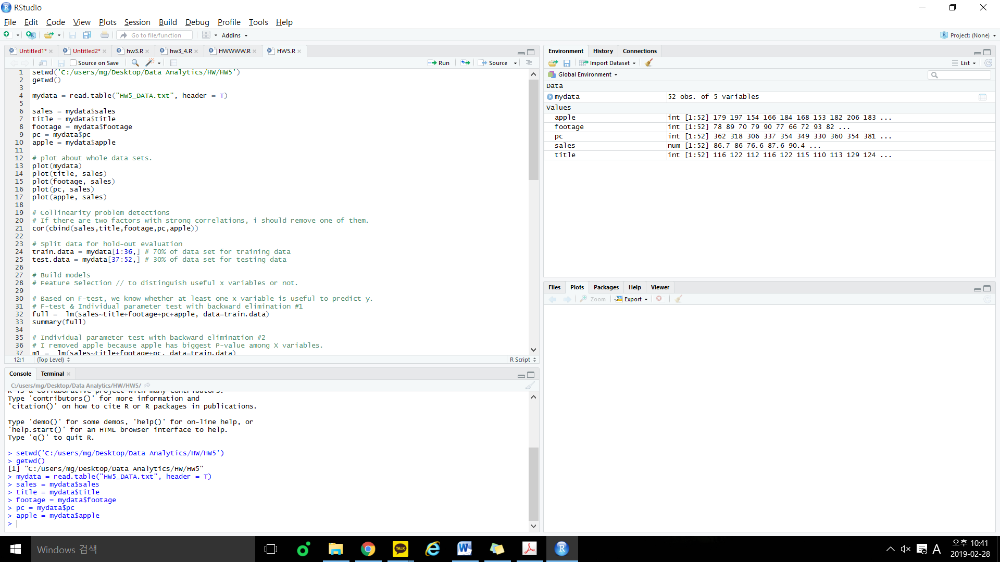 RStudio
File Edit Code View Plots Session Build Debug Profile Tools Help
Go to file/function Addins Project: (None)
Untitled1* Untitled2* hw3.R hw3_4.R HWWWW.R HW5.R
Source on Save Run Source
1 setwd('C:/users/mg/Desktop/Data Analytics/HW/HW5')
2 getwd()
3
4 mydata = read.table("HW5_DATA.txt", header = T)
5
6 sales = mydata$sales
7 title = mydata$title
8 footage = mydata$footage
9 pc = mydata$pc
10 apple = mydata$apple
11
12 # plot about whole data sets.
13 plot(mydata)
14 plot(title, sales)
15 plot(footage, sales)
16 plot(pc, sales)
17 plot(apple, sales)
18
19 # Collinearity problem detections
20 # If there are two factors with strong correlations, i should remove one of them.
21 cor(cbind(sales,title,footage,pc,apple))
22
23 # Split data for hold-out evaluation
24 train.data = mydata[1:36,] # 70% of data set for training data
25 test.data = mydata[37:52,] # 30% of data set for testing data
26
27 # Build models
28 # Feature Selection // to distinguish useful x variables or not.
29
30 # Based on F-test, we know whether at least one x variable is useful to predict y.
31 # F-test & Individual parameter test with backward elimination #1
32 full =  lm(sales~title+footage+pc+apple, data=train.data)
33 summary(full)
34
35 # Individual parameter test with backward elimination #2
36 # I removed apple because apple has biggest P-value among X variables.
37 m1 =  lm(sales~title+footage+pc, data=train.data)
12:1 (Top Level) R Script
Console Terminal
C:/users/mg/Desktop/Data Analytics/HW/HW5/
R is a collaborative project with many contributors.
Type 'contributors()' for more information and
'citation()' on how to cite R or R packages in publications.
Type 'demo()' for some demos, 'help()' for on-line help, or
'help.start()' for an HTML browser interface to help.
Type 'q()' to quit R.
> setwd('C:/users/mg/Desktop/Data Analytics/HW/HW5')
> getwd()
[1] "C:/users/mg/Desktop/Data Analytics/HW/HW5"
> mydata = read.table("HW5_DATA.txt", header = T)
> sales = mydata$sales
> title = mydata$title
> footage = mydata$footage
> pc = mydata$pc
> apple = mydata$apple
>
Environment History Connections
Import Dataset List
Global Environment
Data
mydata 52 obs. of 5 variables
Values
apple int [1:52] 179 197 154 166 184 168 153 182 206 183 ...
footage int [1:52] 78 89 70 79 90 77 66 72 93 82 ...
pc int [1:52] 362 318 306 337 354 349 330 360 354 381 ...
sales num [1:52] 86.7 86 76.6 87.6 90.4 ...
title int [1:52] 116 122 112 116 122 115 110 113 129 124 ...
Files Plots Packages Help Viewer
Zoom Export
Windows 검색
TALK
A
오후 10:41
2019-02-28